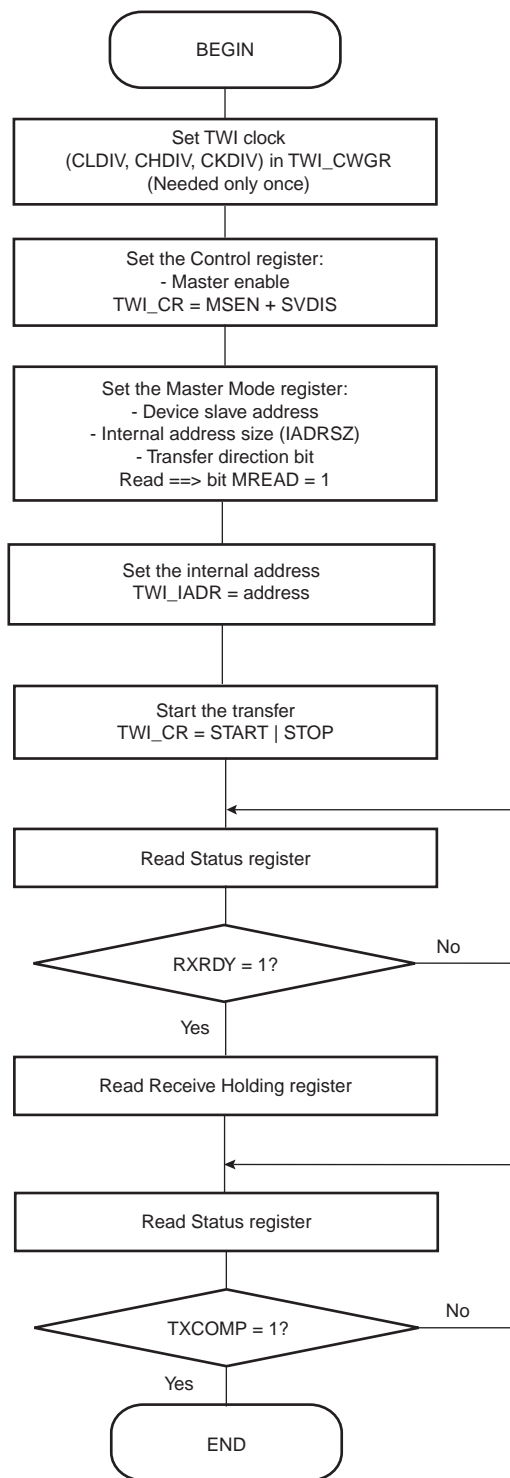 BEGIN
Set TWI clock
(CLDIV, CHDIV, CKDIV) in TWI_CWGR
(Needed only once)
Set the Control register:
- Master enable
TWI_CR = MSEN + SVDIS
Set the Master Mode register:
- Device slave address
- Internal address size (IADRSZ)
- Transfer direction bit
Read ==> bit MREAD = 1
Set the internal address
TWI_IADR = address
Start the transfer
TWI_CR = START | STOP
Read Status register
RXRDY = 1?
No
Yes
Read Receive Holding register
Read Status register
TXCOMP = 1?
No
Yes
END